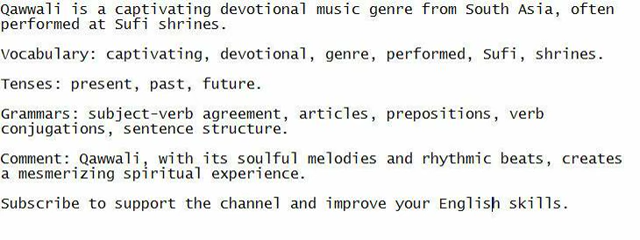 Qawwali is a captivating devotional music genre from South Asia, often
performed at Sufi shrines.
Vocabulary: captivating, devotional, genre, performed, Sufi, shrines.
Tenses: present, past, future.
Grammars: subject-verb agreement, articles, prepositions, verb
conjugations, sentence structure.
Comment: Qawwali, with its soulful melodies and rhythmic beats, creates
a mesmerizing spiritual experience.
Subscribe to support the channel and improve your English skills.